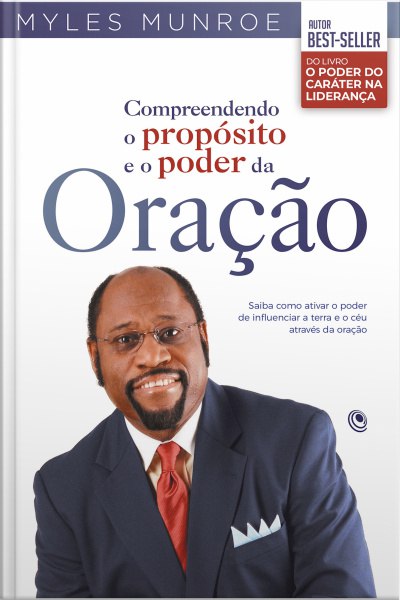 MYLES MUNROE
AUTOR
BEST-SELLER
DO LIVRO
O PODER DO
CARÁTER NA
LIDERANÇA
Compreendendo
o propósito
e o poder da
Oração
Saiba como ativar o poder
de influenciar a terra e o céu
através da oração